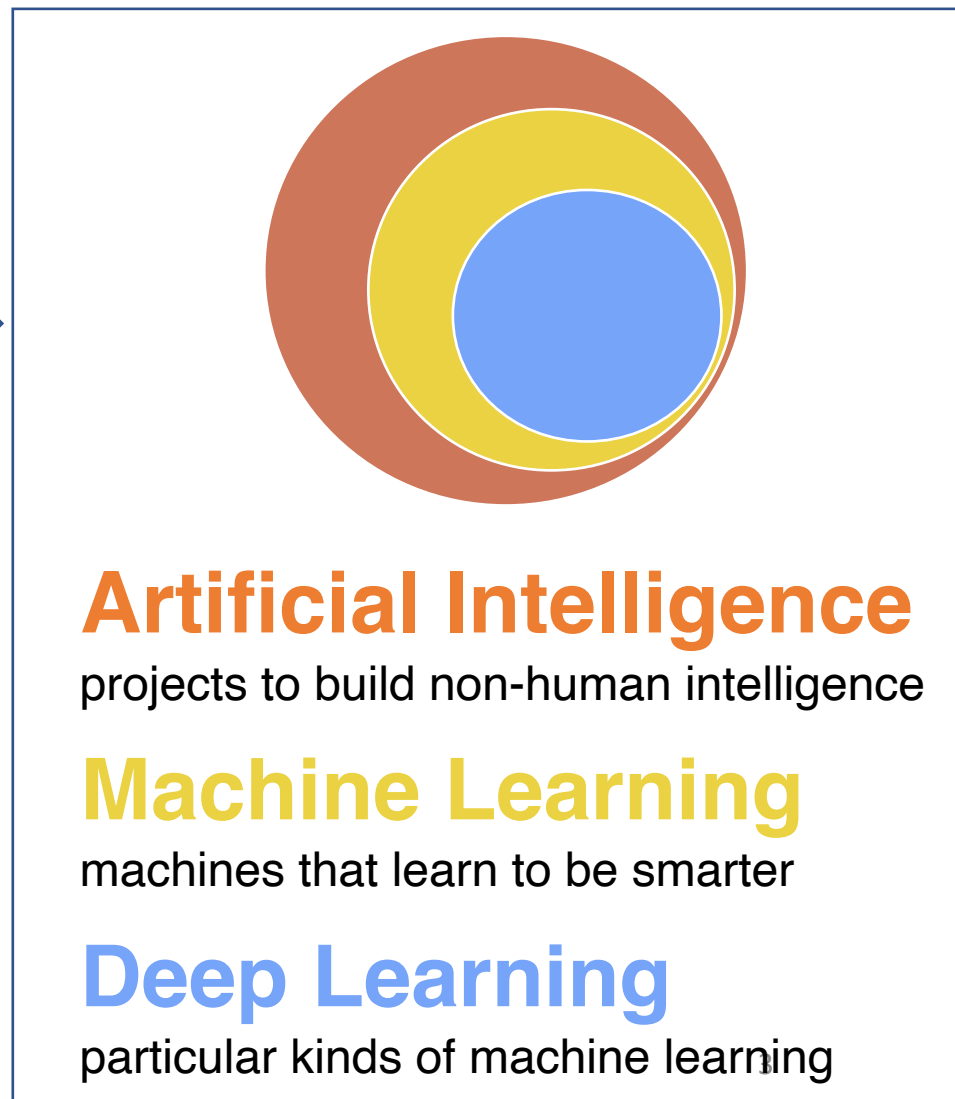 Artificial Intelligence
projects to build non-human intelligence
Machine Learning
machines that learn to be smarter
Deep Learning
particular kinds of machine learning
3